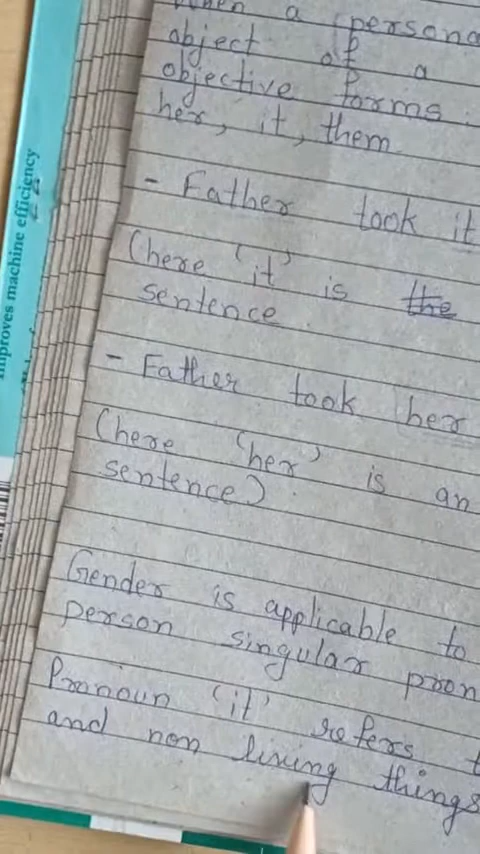 when a persona
object of a
objective forms
her, it, them
- Father took it
(here 'it' is the
sentence.
- Father took her
(here 'her' is an
sentence).
Gender is applicable to
person singular pron
Pronoun 'it' refers t
and non living things
Improves machine efficiency